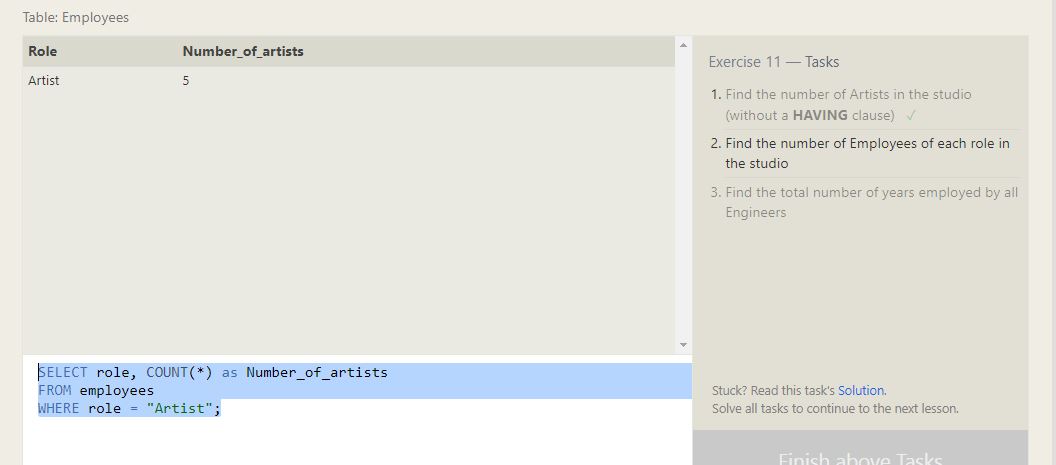 Table: Employees
Role Number_of_artists
Artist 5
SELECT role, COUNT(*) as Number_of_artists
FROM employees
WHERE role = "Artist";
Exercise 11 — Tasks
1. Find the number of Artists in the studio
(without a HAVING clause) ✓
2. Find the number of Employees of each role in
the studio
3. Find the total number of years employed by all
Engineers
Stuck? Read this task's Solution.
Solve all tasks to continue to the next lesson.
Finish above Tasks